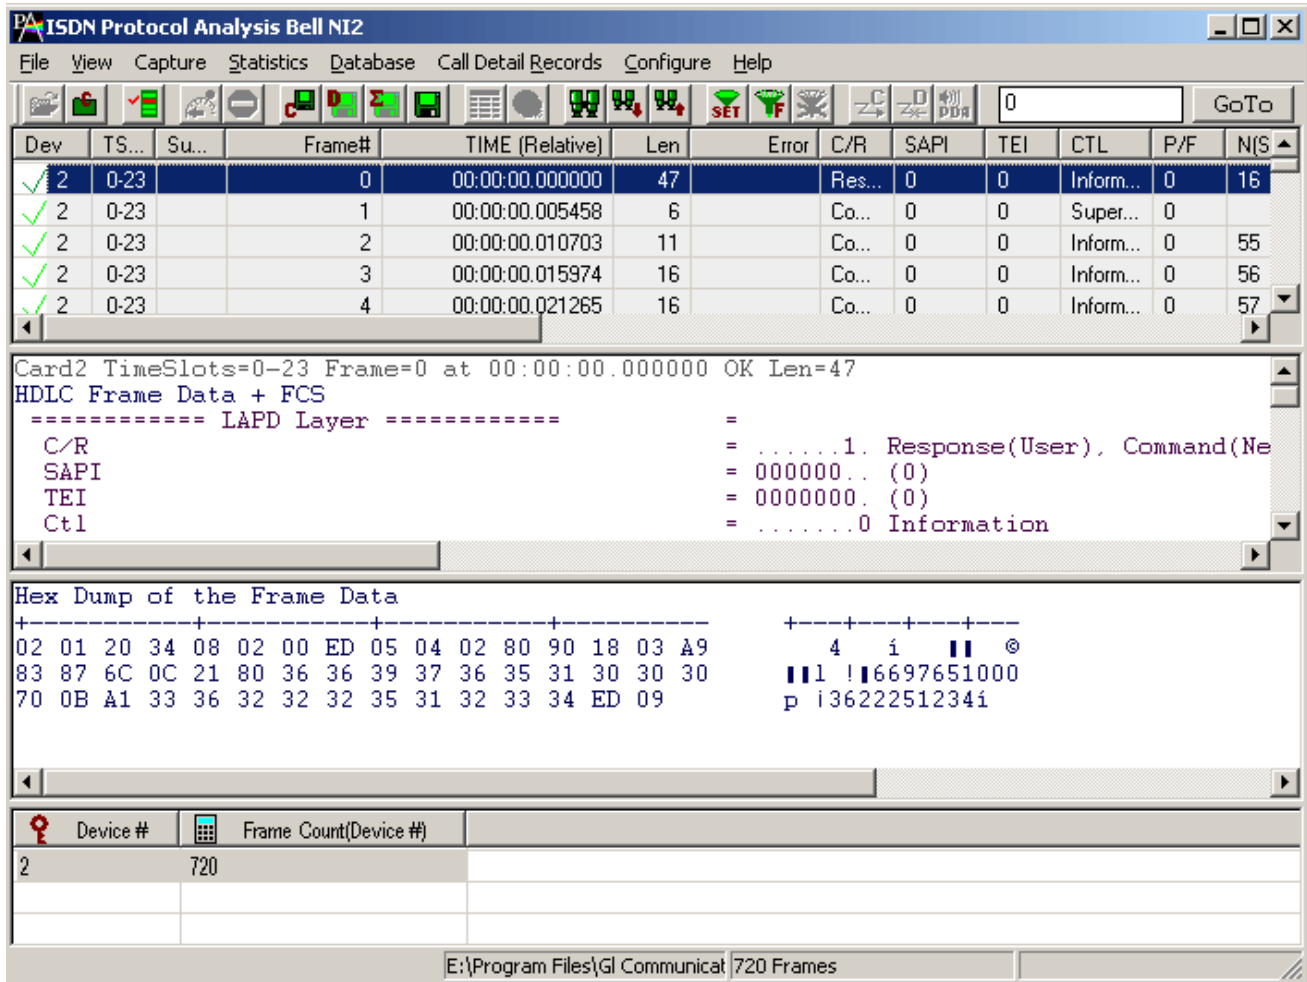 ISDN Protocol Analysis Bell NI2
File View Capture Statistics Database Call Detail Records Configure Help
0 GoTo
Dev TS... Su... Frame# TIME (Relative) Len Error C/R SAPI TEI CTL P/F N(S
2 0-23 0 00:00:00.000000 47 Res... 0 0 Inform... 0 16
2 0-23 1 00:00:00.005458 6 Co... 0 0 Super... 0
2 0-23 2 00:00:00.010703 11 Co... 0 0 Inform... 0 55
2 0-23 3 00:00:00.015974 16 Co... 0 0 Inform... 0 56
2 0-23 4 00:00:00.021265 16 Co... 0 0 Inform... 0 57
Card2 TimeSlots=0-23 Frame=0 at 00:00:00.000000 OK Len=47
HDLC Frame Data + FCS
============ LAPD Layer ============ =
C/R = ......1. Response(User), Command(Ne
SAPI = 000000.. (0)
TEI = 0000000. (0)
Ctl = .......0 Information
Hex Dump of the Frame Data
+-----------+-----------+-----------+---------- +---+---+---+---
02 01 20 34 08 02 00 ED 05 04 02 80 90 18 03 A9 4 í ▮▮ ©
83 87 6C 0C 21 80 36 36 39 37 36 35 31 30 30 30 ▮▮l !▮6697651000
70 0B A1 33 36 32 32 32 35 31 32 33 34 ED 09 p ¡3622251234í
Device # Frame Count(Device #)
2 720
E:\Program Files\Gl Communicat 720 Frames